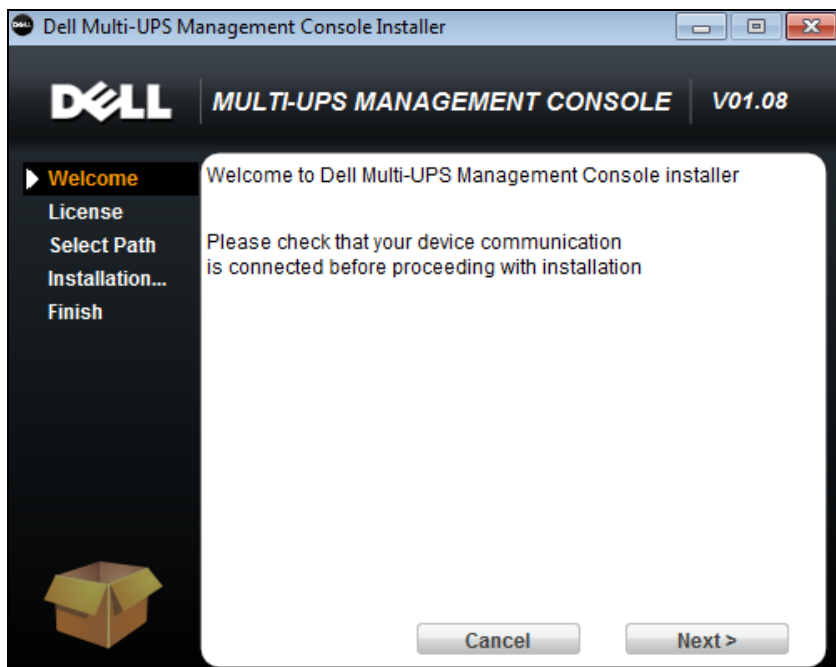 Dell Multi-UPS Management Console Installer
DELL
MULTI-UPS MANAGEMENT CONSOLE
V01.08
Welcome
License
Select Path
Installation...
Finish
Welcome to Dell Multi-UPS Management Console installer
Please check that your device communication
is connected before proceeding with installation
Cancel
Next >